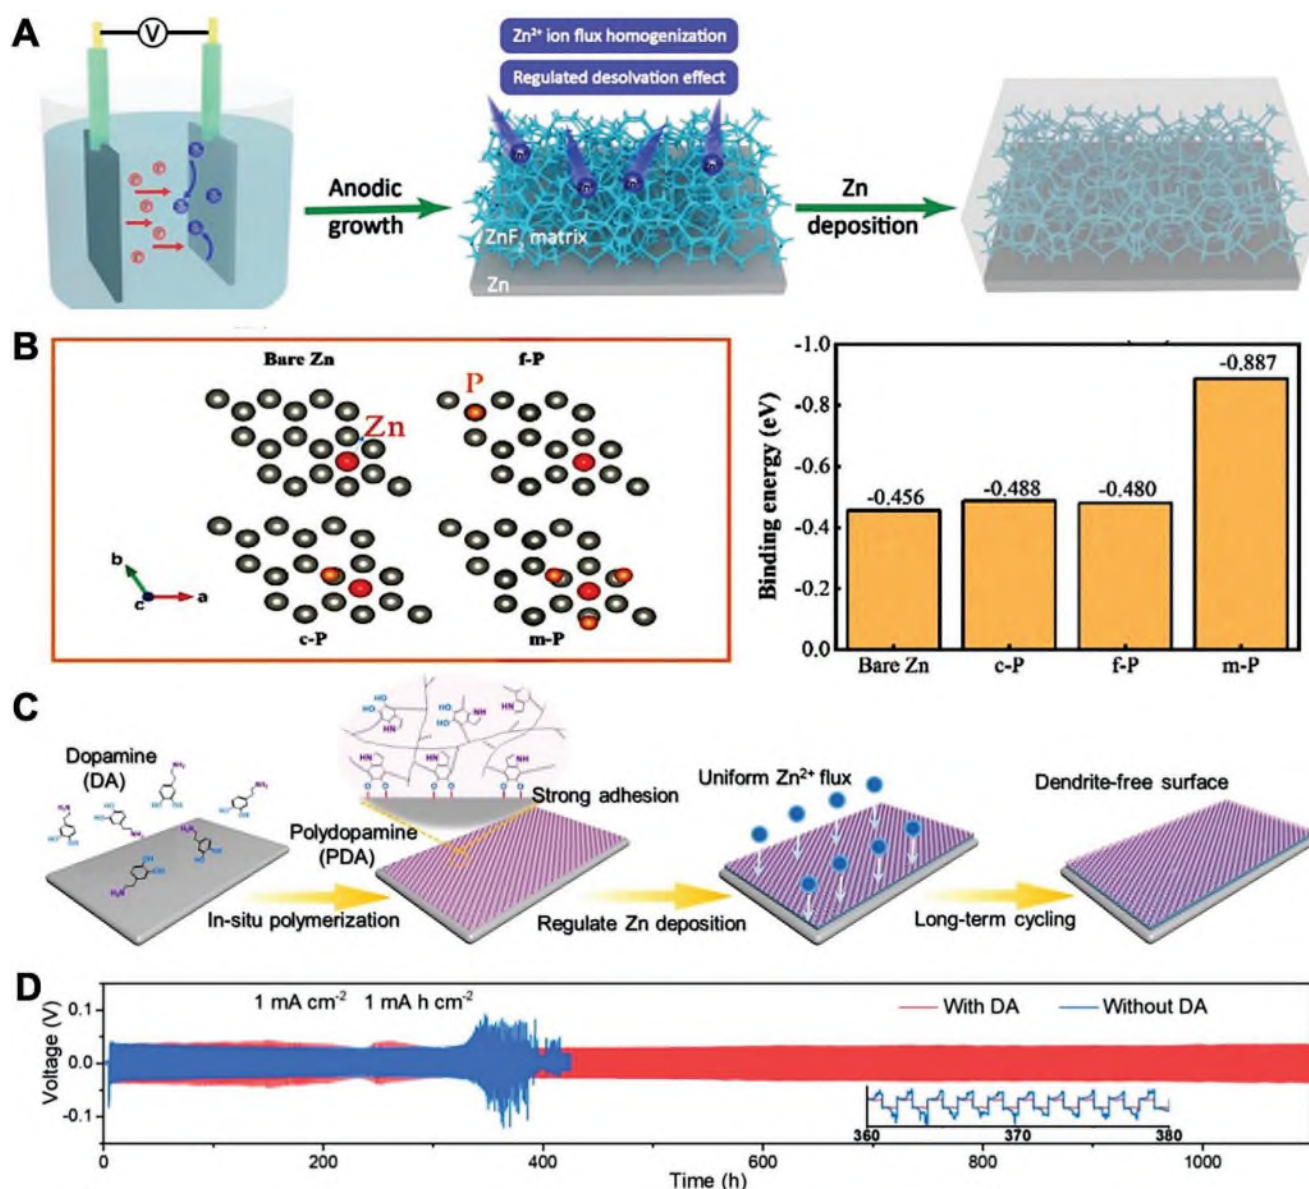 A
V
Zn²⁺ ion flux homogenization
Regulated desolvation effect
Anodic
growth
ZnF₂ matrix
Zn
Zn
deposition
B
Bare Zn
f-P
P
Zn
b
c
a
c-P
m-P
Binding energy (eV)
-1.0
-0.8
-0.6
-0.4
-0.2
0.0
-0.456
-0.488
-0.480
-0.887
Bare Zn
c-P
f-P
m-P
C
Dopamine
(DA)
In-situ polymerization
Polydopamine
(PDA)
Strong adhesion
Regulate Zn deposition
Uniform Zn²⁺ flux
Long-term cycling
Dendrite-free surface
D
Voltage (V)
0.1
0.0
-0.1
1 mA cm⁻² 1 mA h cm⁻²
With DA
Without DA
360
370
380
0
200
400
600
800
1000
Time (h)